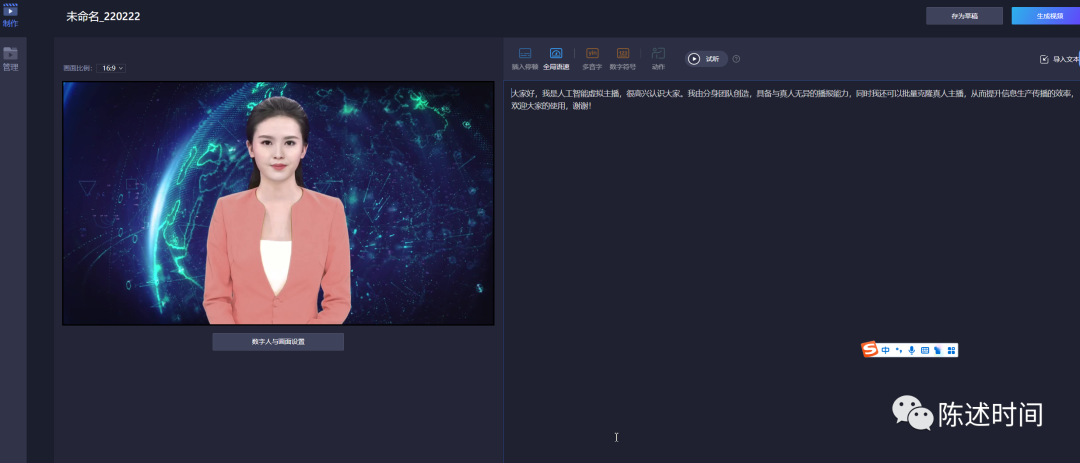 制作
未命名_220222
存为草稿
生成视频
管理
画面比例: 16:9
插入停顿
全局语速
多音字
数字符号
动作
试听
导入文本
大家好，我是人工智能虚拟主播，很高兴认识大家。我由分身团队创造，具备与真人无异的播报能力，同时我还可以批量克隆真人主播，从而提升信息生产传播的效率，
欢迎大家的使用，谢谢!
数字人与画面设置
中
陈述时间